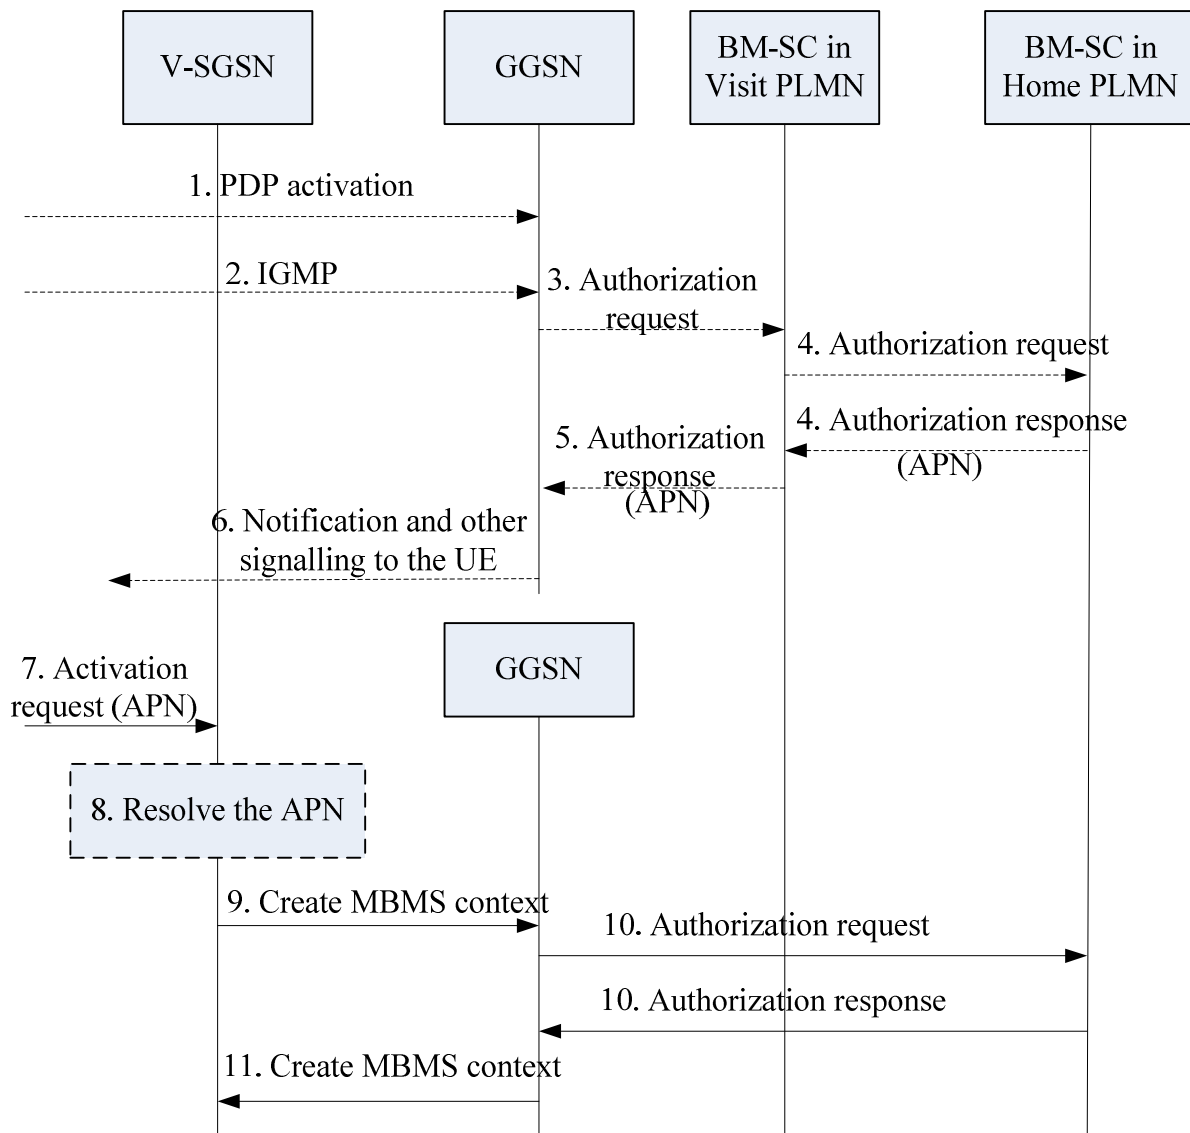 V-SGSN
GGSN
BM-SC in
Visit PLMN
BM-SC in
Home PLMN
1. PDP activation
2. IGMP
3. Authorization
request
4. Authorization request
4. Authorization response
(APN)
5. Authorization
response
(APN)
6. Notification and other
signalling to the UE
7. Activation
request (APN)
GGSN
8. Resolve the APN
9. Create MBMS context
10. Authorization request
10. Authorization response
11. Create MBMS context